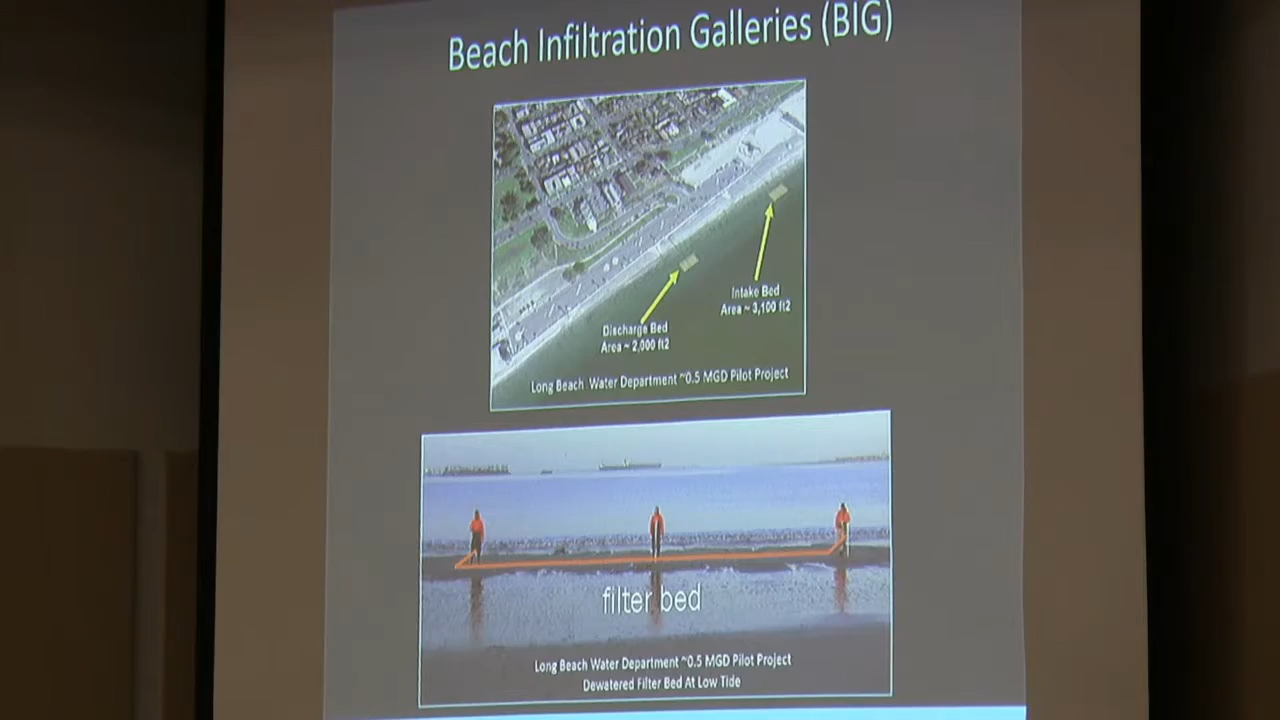 Beach Infiltration Galleries (BIG)
Intake Bed
Area ~ 3,100 ft2
Discharge Bed
Area ~ 2,000 ft2
Long Beach Water Department ~0.5 MGD Pilot Project
filter bed
Long Beach Water Department ~0.5 MGD Pilot Project
Dewatered Filter Bed At Low Tide